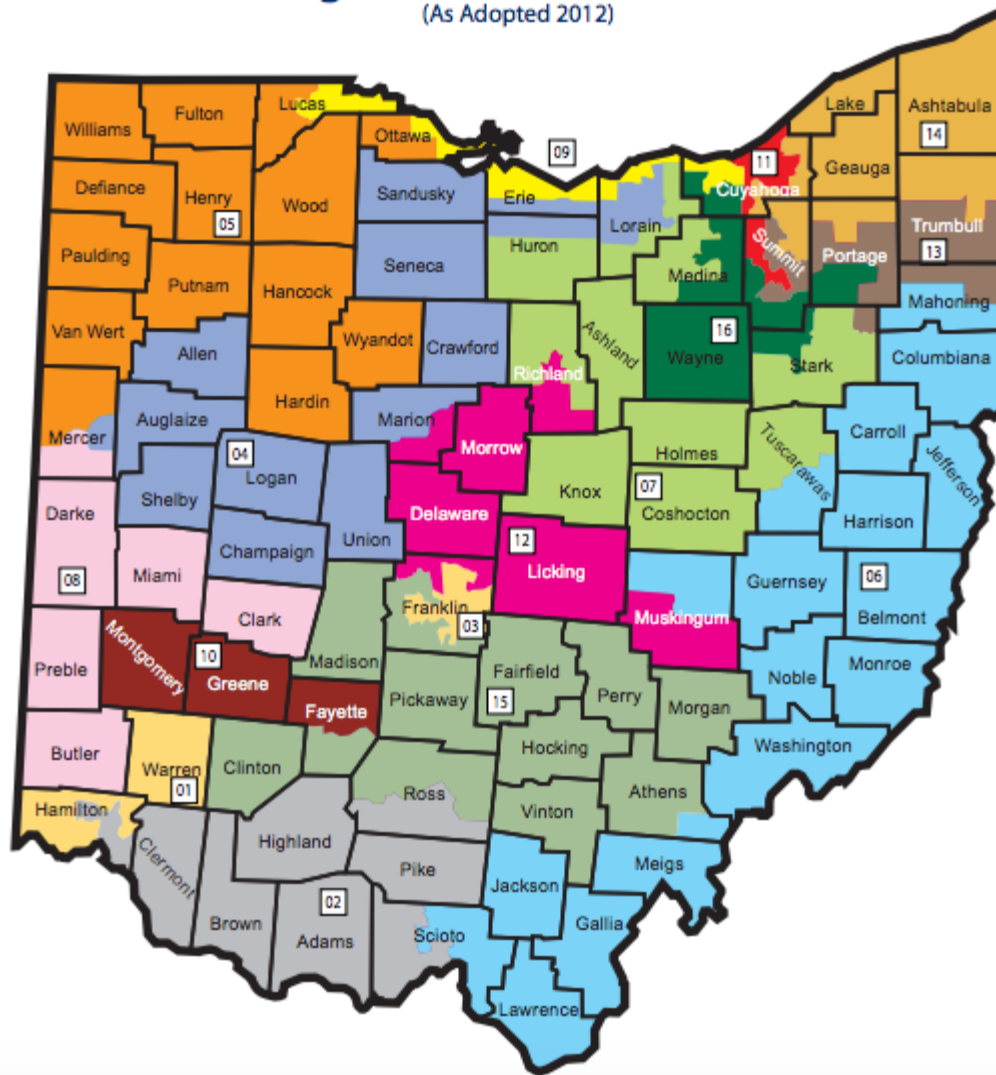 (As Adopted 2012)
Lucas
Fulton
Williams
Ottawa
09
Lake
Ashtabula
14
11
Geauga
Cuyahoga
Defiance
Henry
05
Wood
Sandusky
Erie
Lorain
Huron
Medina
Summit
Portage
Trumbull
13
Paulding
Putnam
Hancock
Seneca
Mahoning
Van Wert
Allen
Wyandot
Crawford
Richland
Ashland
Wayne
16
Stark
Columbiana
Mercer
Auglaize
Hardin
Marion
Morrow
Holmes
Tuscarawas
Carroll
Jefferson
04
Logan
Shelby
Knox
07
Coshocton
Harrison
Darke
08
Miami
Champaign
Union
Delaware
12
Licking
Muskingum
Guernsey
06
Belmont
Clark
Franklin
03
Preble
Montgomery
10
Greene
Madison
Fayette
Pickaway
Fairfield
15
Perry
Morgan
Noble
Monroe
Butler
Warren
01
Clinton
Hocking
Washington
Hamilton
Ross
Vinton
Athens
Clermont
Highland
Pike
Jackson
Meigs
Brown
02
Adams
Scioto
Gallia
Lawrence